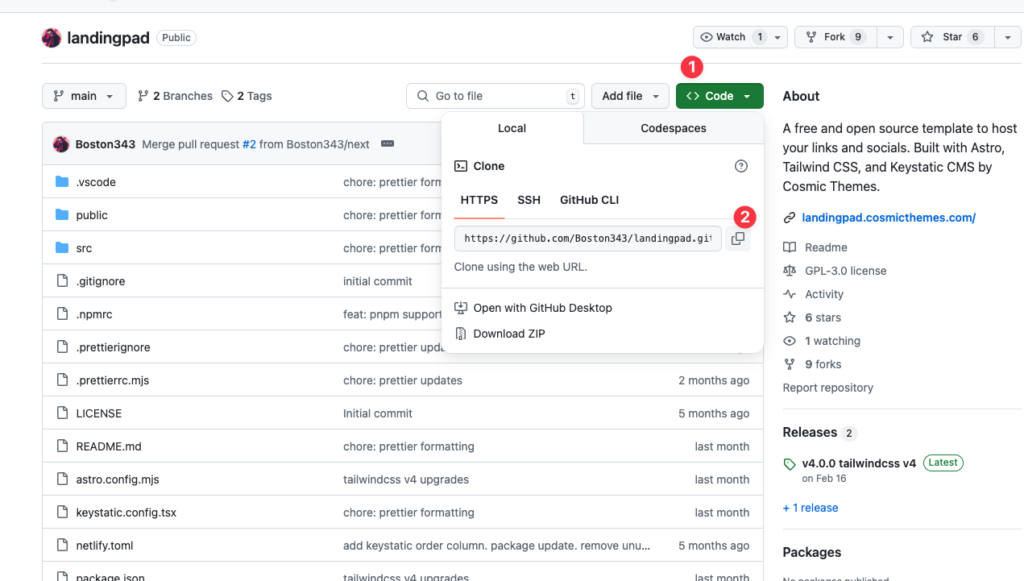 landingpad Public
Watch 1
Fork 9
Star 6
1
main
2 Branches
2 Tags
Go to file
t
Add file
Code
Boston343 Merge pull request #2 from Boston343/next
.vscode chore: prettier form
public chore: prettier form
src chore: prettier form
.gitignore initial commit
.npmrc feat: pnpm support
.prettierignore chore: prettier upda
.prettierrc.mjs chore: prettier updates 2 months ago
LICENSE Initial commit 5 months ago
README.md chore: prettier formatting last month
astro.config.mjs tailwindcss v4 upgrades last month
keystatic.config.tsx chore: prettier formatting last month
netlify.toml add keystatic order column. package update. remove unu... 5 months ago
package.json tailwindcss v4 upgrades last month
Local
Codespaces
Clone
HTTPS SSH GitHub CLI
2
https://github.com/Boston343/landingpad.git
Clone using the web URL.
Open with GitHub Desktop
Download ZIP
About
A free and open source template to host
your links and socials. Built with Astro,
Tailwind CSS, and Keystatic CMS by
Cosmic Themes.
landingpad.cosmicthemes.com/
Readme
GPL-3.0 license
Activity
6 stars
1 watching
9 forks
Report repository
Releases 2
v4.0.0 tailwindcss v4 Latest
on Feb 16
+ 1 release
Packages
No packages published